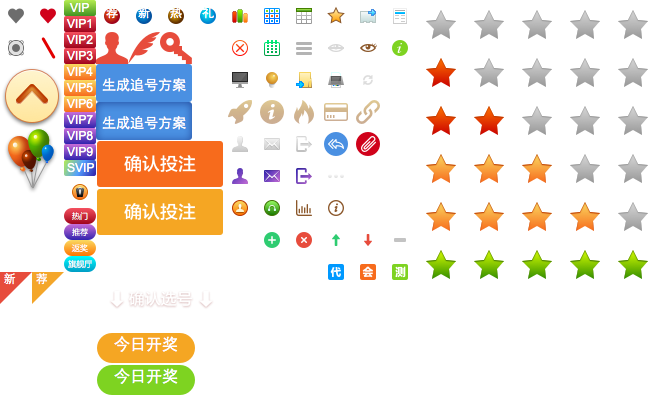 VIP
荐
新
热
礼
VIP1
VIP2
VIP3
VIP4
VIP5
VIP6
VIP7
VIP8
VIP9
SVIP
生成追号方案
生成追号方案
确认投注
确认投注
热门
推荐
返奖
旗舰厅
代
会
测
新
荐
确认选号
今日开奖
今日开奖